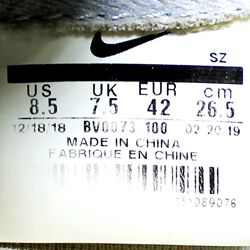 SZ
US UK EUR cm
8.5 7.5 42 26.5
12/18/18 BV0073 100 02 20 19
MADE IN CHINA
FABRIQUE EN CHINE